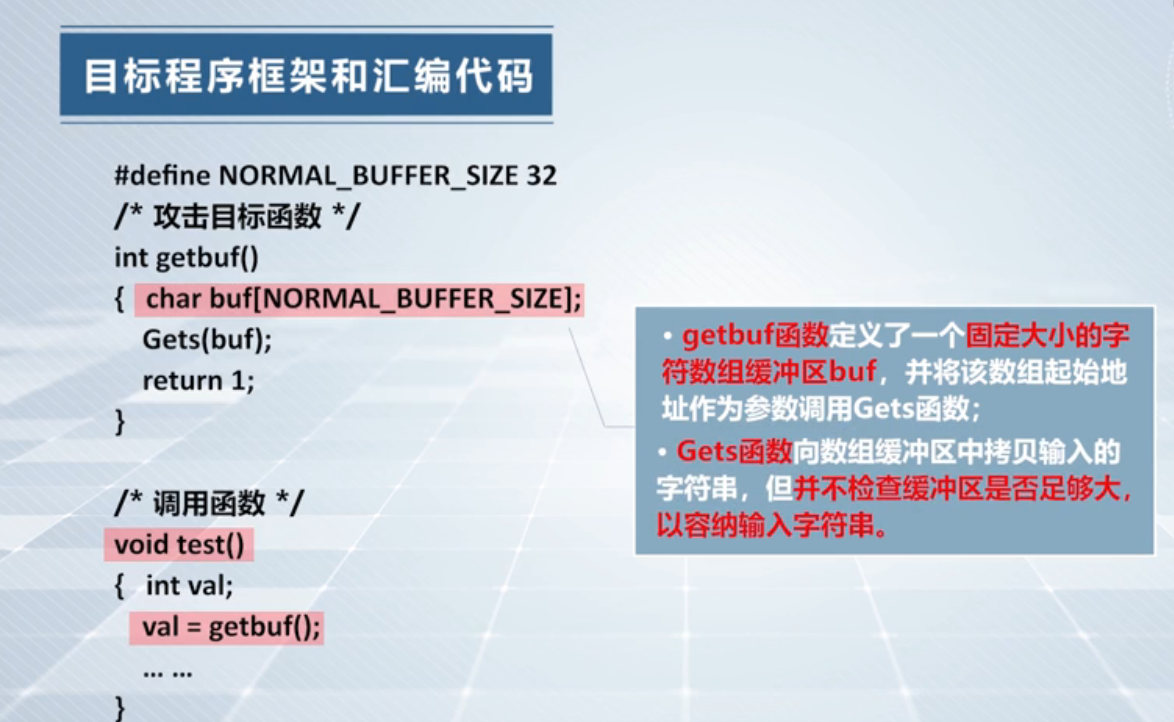 目标程序框架和汇编代码
#define NORMAL_BUFFER_SIZE 32
/* 攻击目标函数 */
int getbuf()
{ char buf[NORMAL_BUFFER_SIZE];
Gets(buf);
return 1;
}
/* 调用函数 */
void test()
{ int val;
val = getbuf();
... ...
}
• getbuf函数定义了一个固定大小的字
符数组缓冲区buf，并将该数组起始地
址作为参数调用Gets函数；
• Gets函数向数组缓冲区中拷贝输入的
字符串，但并不检查缓冲区是否足够大，
以容纳输入字符串。